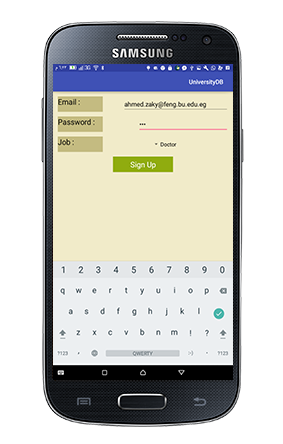 SAMSUNG
UniversityDB
Email :
ahmed.zaky@feng.bu.edu.eg
Password :
•••
Job :
Doctor
Sign Up
1 2 3 4 5 6 7 8 9 0
q w e r t y u i o p
a s d f g h j k l
z x c v b n m ! ?
?123 , QWERTY :-) . ?123